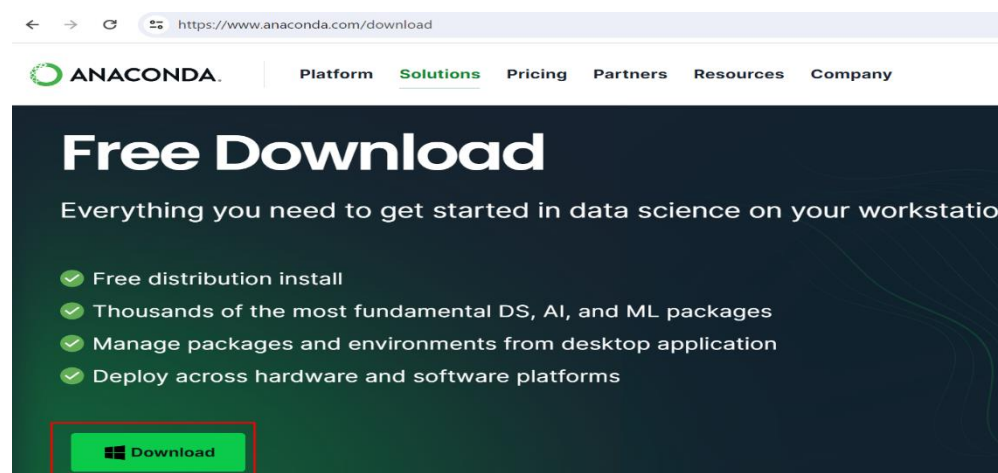 https://www.anaconda.com/download
ANACONDA.
Platform Solutions Pricing Partners Resources Company
Free Download
Everything you need to get started in data science on your workstatio
Free distribution install
Thousands of the most fundamental DS, AI, and ML packages
Manage packages and environments from desktop application
Deploy across hardware and software platforms
Download